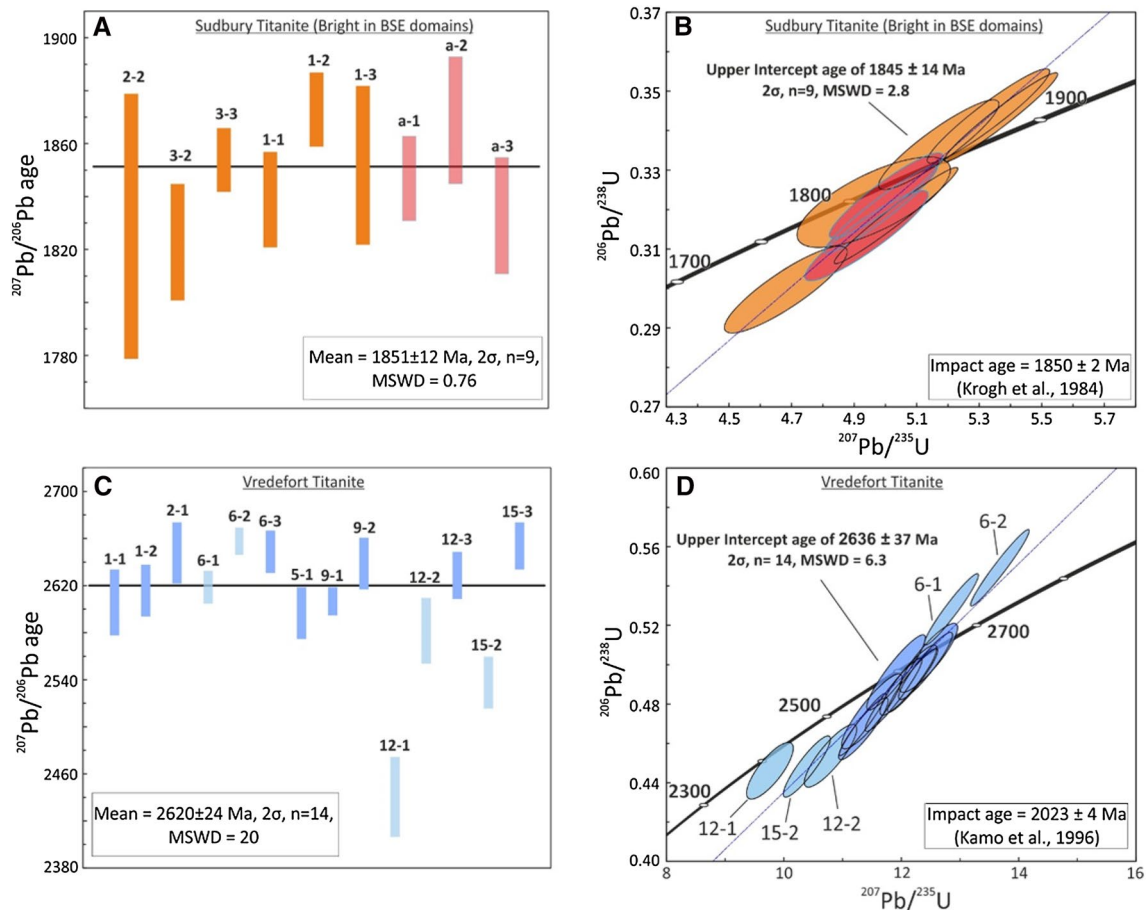 A
Sudbury Titanite (Bright in BSE domains)
1900
1860
1820
1780
²⁰⁷Pb/²⁰⁶Pb age
2-2
3-2
3-3
1-1
1-2
1-3
a-1
a-2
a-3
Mean = 1851±12 Ma, 2σ, n=9,
MSWD = 0.76
B
Sudbury Titanite (Bright in BSE domains)
Upper Intercept age of 1845 ± 14 Ma
2σ, n=9, MSWD = 2.8
1900
1800
1700
0.37
0.35
0.33
0.31
0.29
0.27
²⁰⁶Pb/²³⁸U
Impact age = 1850 ± 2 Ma
(Krogh et al., 1984)
4.3
4.5
4.7
4.9
5.1
5.3
5.5
5.7
²⁰⁷Pb/²³⁵U
C
Vredefort Titanite
2700
2620
2540
2460
2380
²⁰⁷Pb/²⁰⁶Pb age
1-1
1-2
2-1
6-1
6-2
6-3
5-1
9-1
9-2
12-1
12-2
12-3
15-2
15-3
Mean = 2620±24 Ma, 2σ, n=14,
MSWD = 20
D
Vredefort Titanite
Upper Intercept age of 2636 ± 37 Ma
2σ, n= 14, MSWD = 6.3
6-2
6-1
2700
2500
2300
12-1
15-2
12-2
0.60
0.56
0.52
0.48
0.44
0.40
²⁰⁶Pb/²³⁸U
Impact age = 2023 ± 4 Ma
(Kamo et al., 1996)
8
10
12
14
16
²⁰⁷Pb/²³⁵U